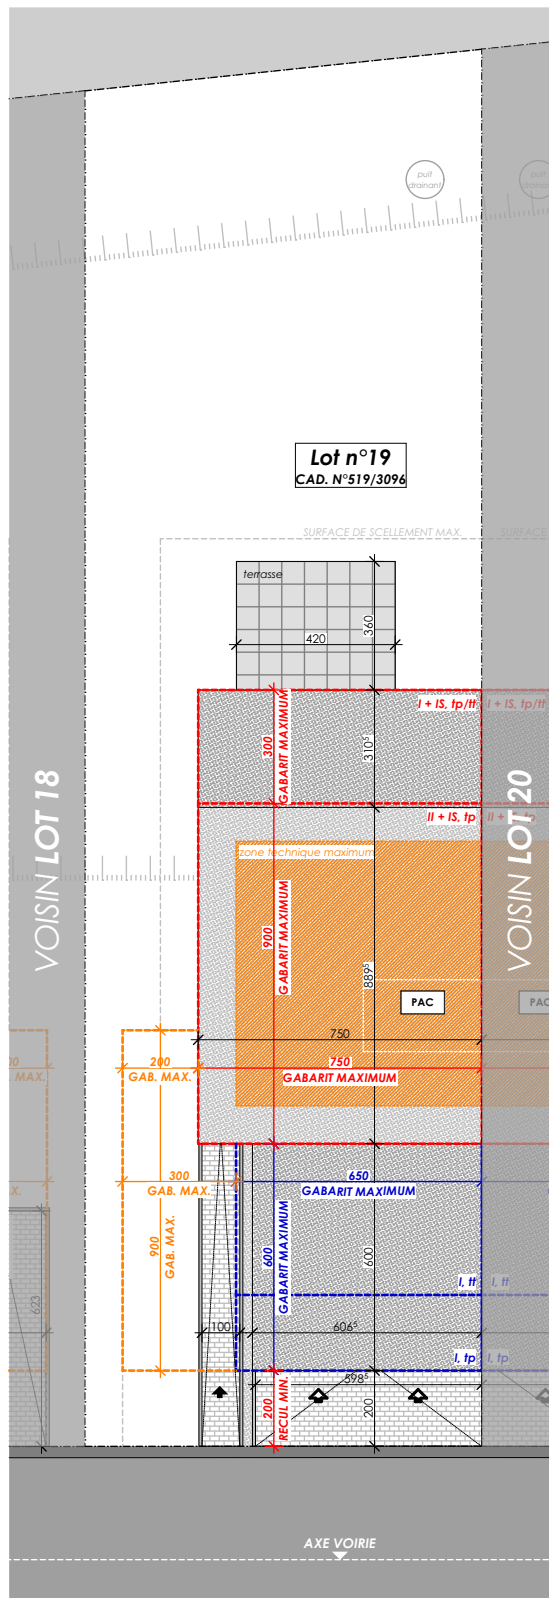 puit
drainant
puit
drainant
Lot n°19
CAD. N°519/3096
SURFACE DE SCELLEMENT MAX.
SURFACE
terrasse
420
360
I + IS, tp/tt
I + IS, tp/tt
300
GABARIT MAXIMUM
310⁵
II + IS, tp
II +
zone technique maximum
VOISIN LOT 18
VOISIN LOT 20
900
GABARIT MAXIMUM
889⁵
PAC
PAC
750
200
GAB. MAX.
750
GABARIT MAXIMUM
MAX.
300
GAB. MAX.
650
GABARIT MAXIMUM
900
GAB. MAX.
600
GABARIT MAXIMUM
600
I, tt
I, tt
623
100
606⁵
I, tp
I, tp
598⁵
200
RECUL MIN.
200
AXE VOIRIE